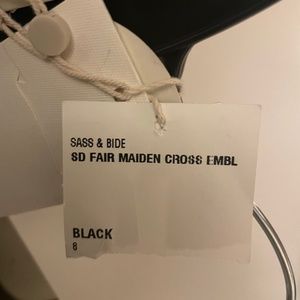 SASS & BIDE
SD FAIR MAIDEN CROSS EMBL
BLACK
8